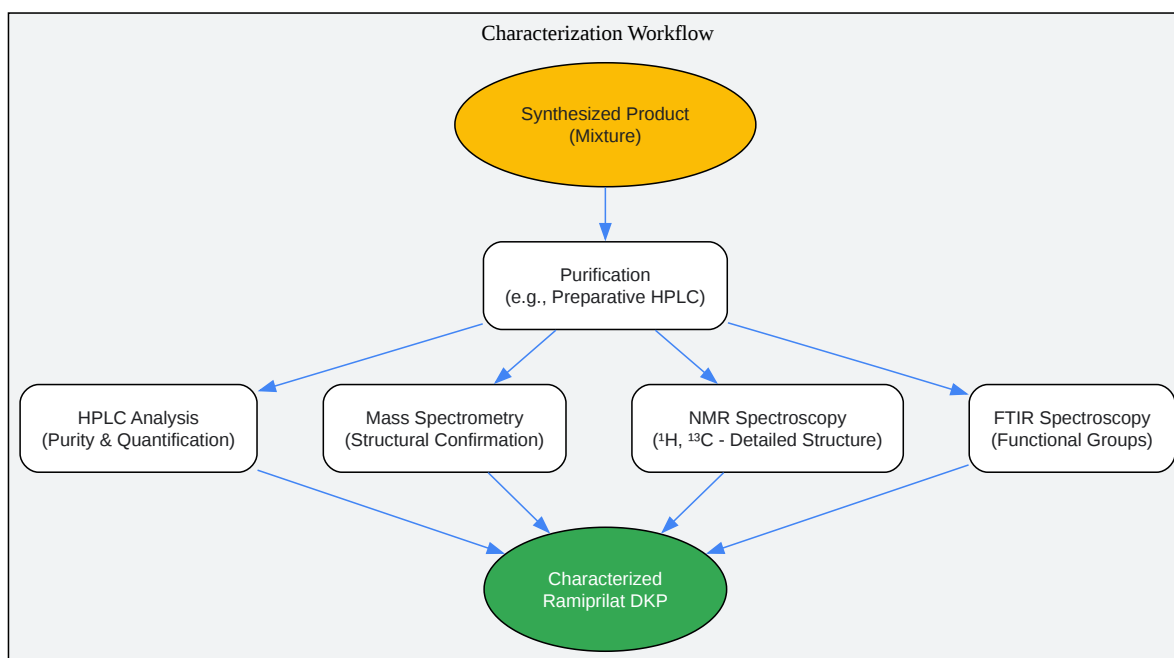 Characterization Workflow
Synthesized Product
(Mixture)
Purification
(e.g., Preparative HPLC)
HPLC Analysis
(Purity & Quantification)
Mass Spectrometry
(Structural Confirmation)
NMR Spectroscopy
(¹H, ¹³C - Detailed Structure)
FTIR Spectroscopy
(Functional Groups)
Characterized
Ramiprilat DKP